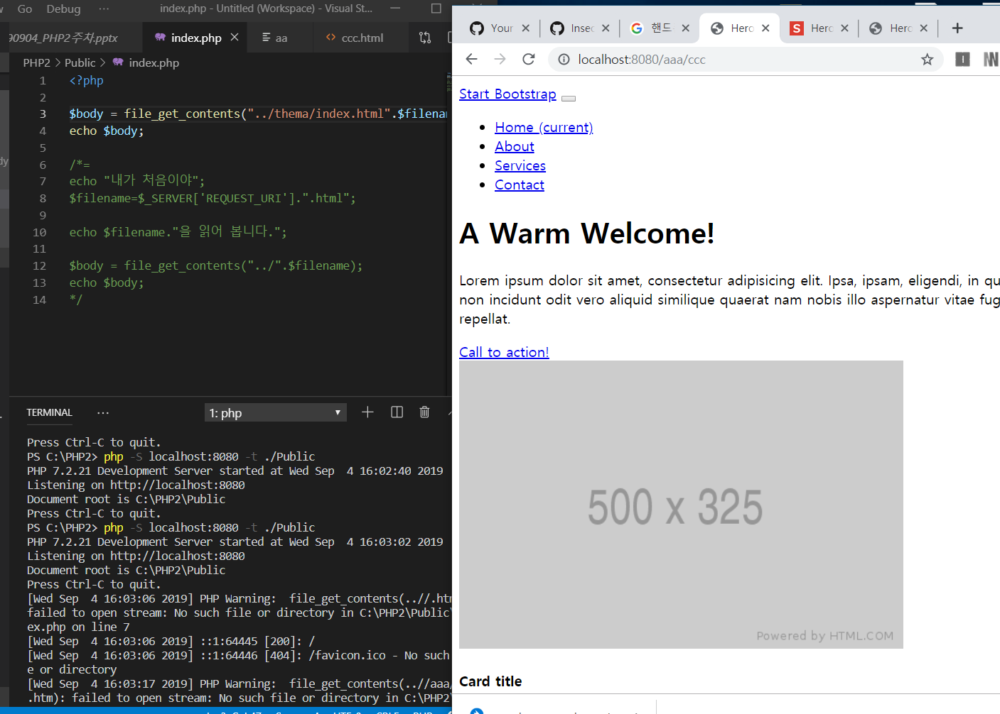 Go Debug ··· index.php - Untitled (Workspace) - Visual St...
90904_PHP2주차.pptx index.php aa ccc.html
PHP2 > Public > index.php
1 <?php
2
3 $body = file_get_contents("../thema/index.html".$filenam
4 echo $body;
5
6 /*=
7 echo "내가 처음이야";
8 $filename=$_SERVER['REQUEST_URI'].".html";
9
10 echo $filename."을 읽어 봅니다.";
11
12 $body = file_get_contents("../".$filename);
13 echo $body;
14 */
TERMINAL ··· 1: php
Press Ctrl-C to quit.
PS C:\PHP2> php -S localhost:8080 -t ./Public
PHP 7.2.21 Development Server started at Wed Sep  4 16:02:40 2019
Listening on http://localhost:8080
Document root is C:\PHP2\Public
Press Ctrl-C to quit.
PS C:\PHP2> php -S localhost:8080 -t ./Public
PHP 7.2.21 Development Server started at Wed Sep  4 16:03:02 2019
Listening on http://localhost:8080
Document root is C:\PHP2\Public
Press Ctrl-C to quit.
[Wed Sep  4 16:03:06 2019] PHP Warning:  file_get_contents(..//.htm
failed to open stream: No such file or directory in C:\PHP2\Public\
ex.php on line 7
[Wed Sep  4 16:03:06 2019] ::1:64445 [200]: /
[Wed Sep  4 16:03:06 2019] ::1:64446 [404]: /favicon.ico - No such
e or directory
[Wed Sep  4 16:03:17 2019] PHP Warning:  file_get_contents(..//aaa/
.htm): failed to open stream: No such file or directory in C:\PHP2\
Your Insec 핸드 Hero Hero Hero
localhost:8080/aaa/ccc
Start Bootstrap
Home (current)
About
Services
Contact
A Warm Welcome!
Lorem ipsum dolor sit amet, consectetur adipisicing elit. Ipsa, ipsam, eligendi, in qu
non incidunt odit vero aliquid similique quaerat nam nobis illo aspernatur vitae fug
repellat.
Call to action!
500 x 325
Powered by HTML.COM
Card title